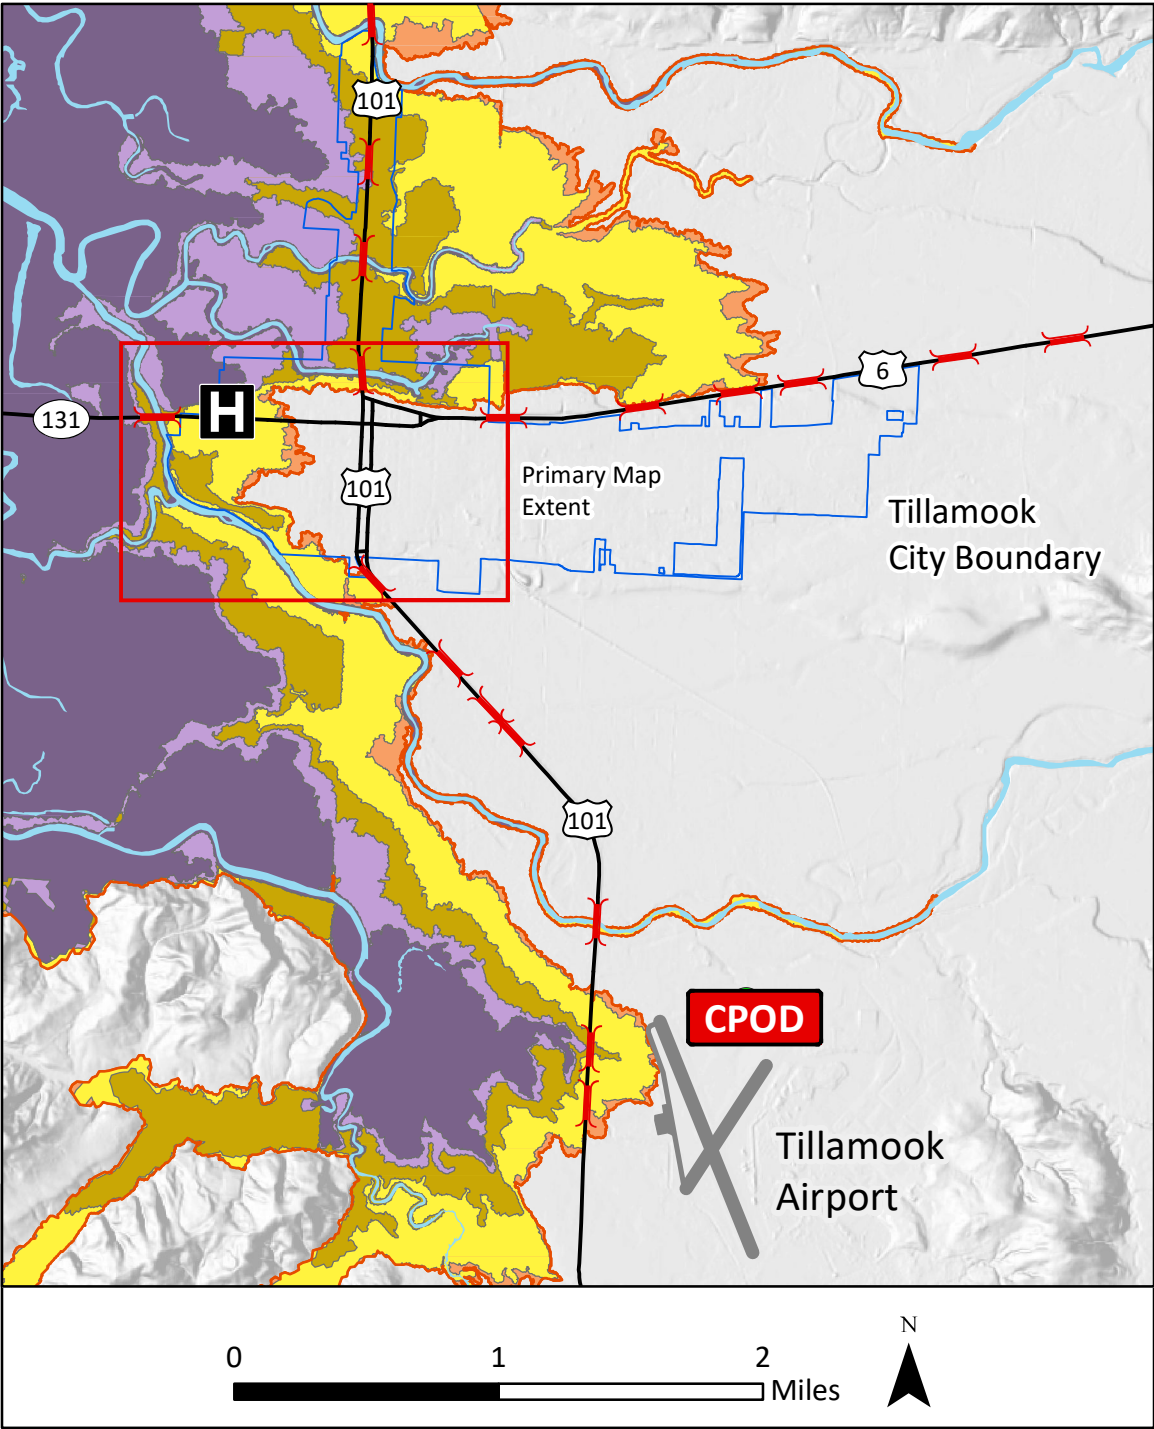 101
6
H
131
101
Primary Map
Extent
Tillamook
City Boundary
101
CPOD
Tillamook
Airport
N
0 1 2
Miles